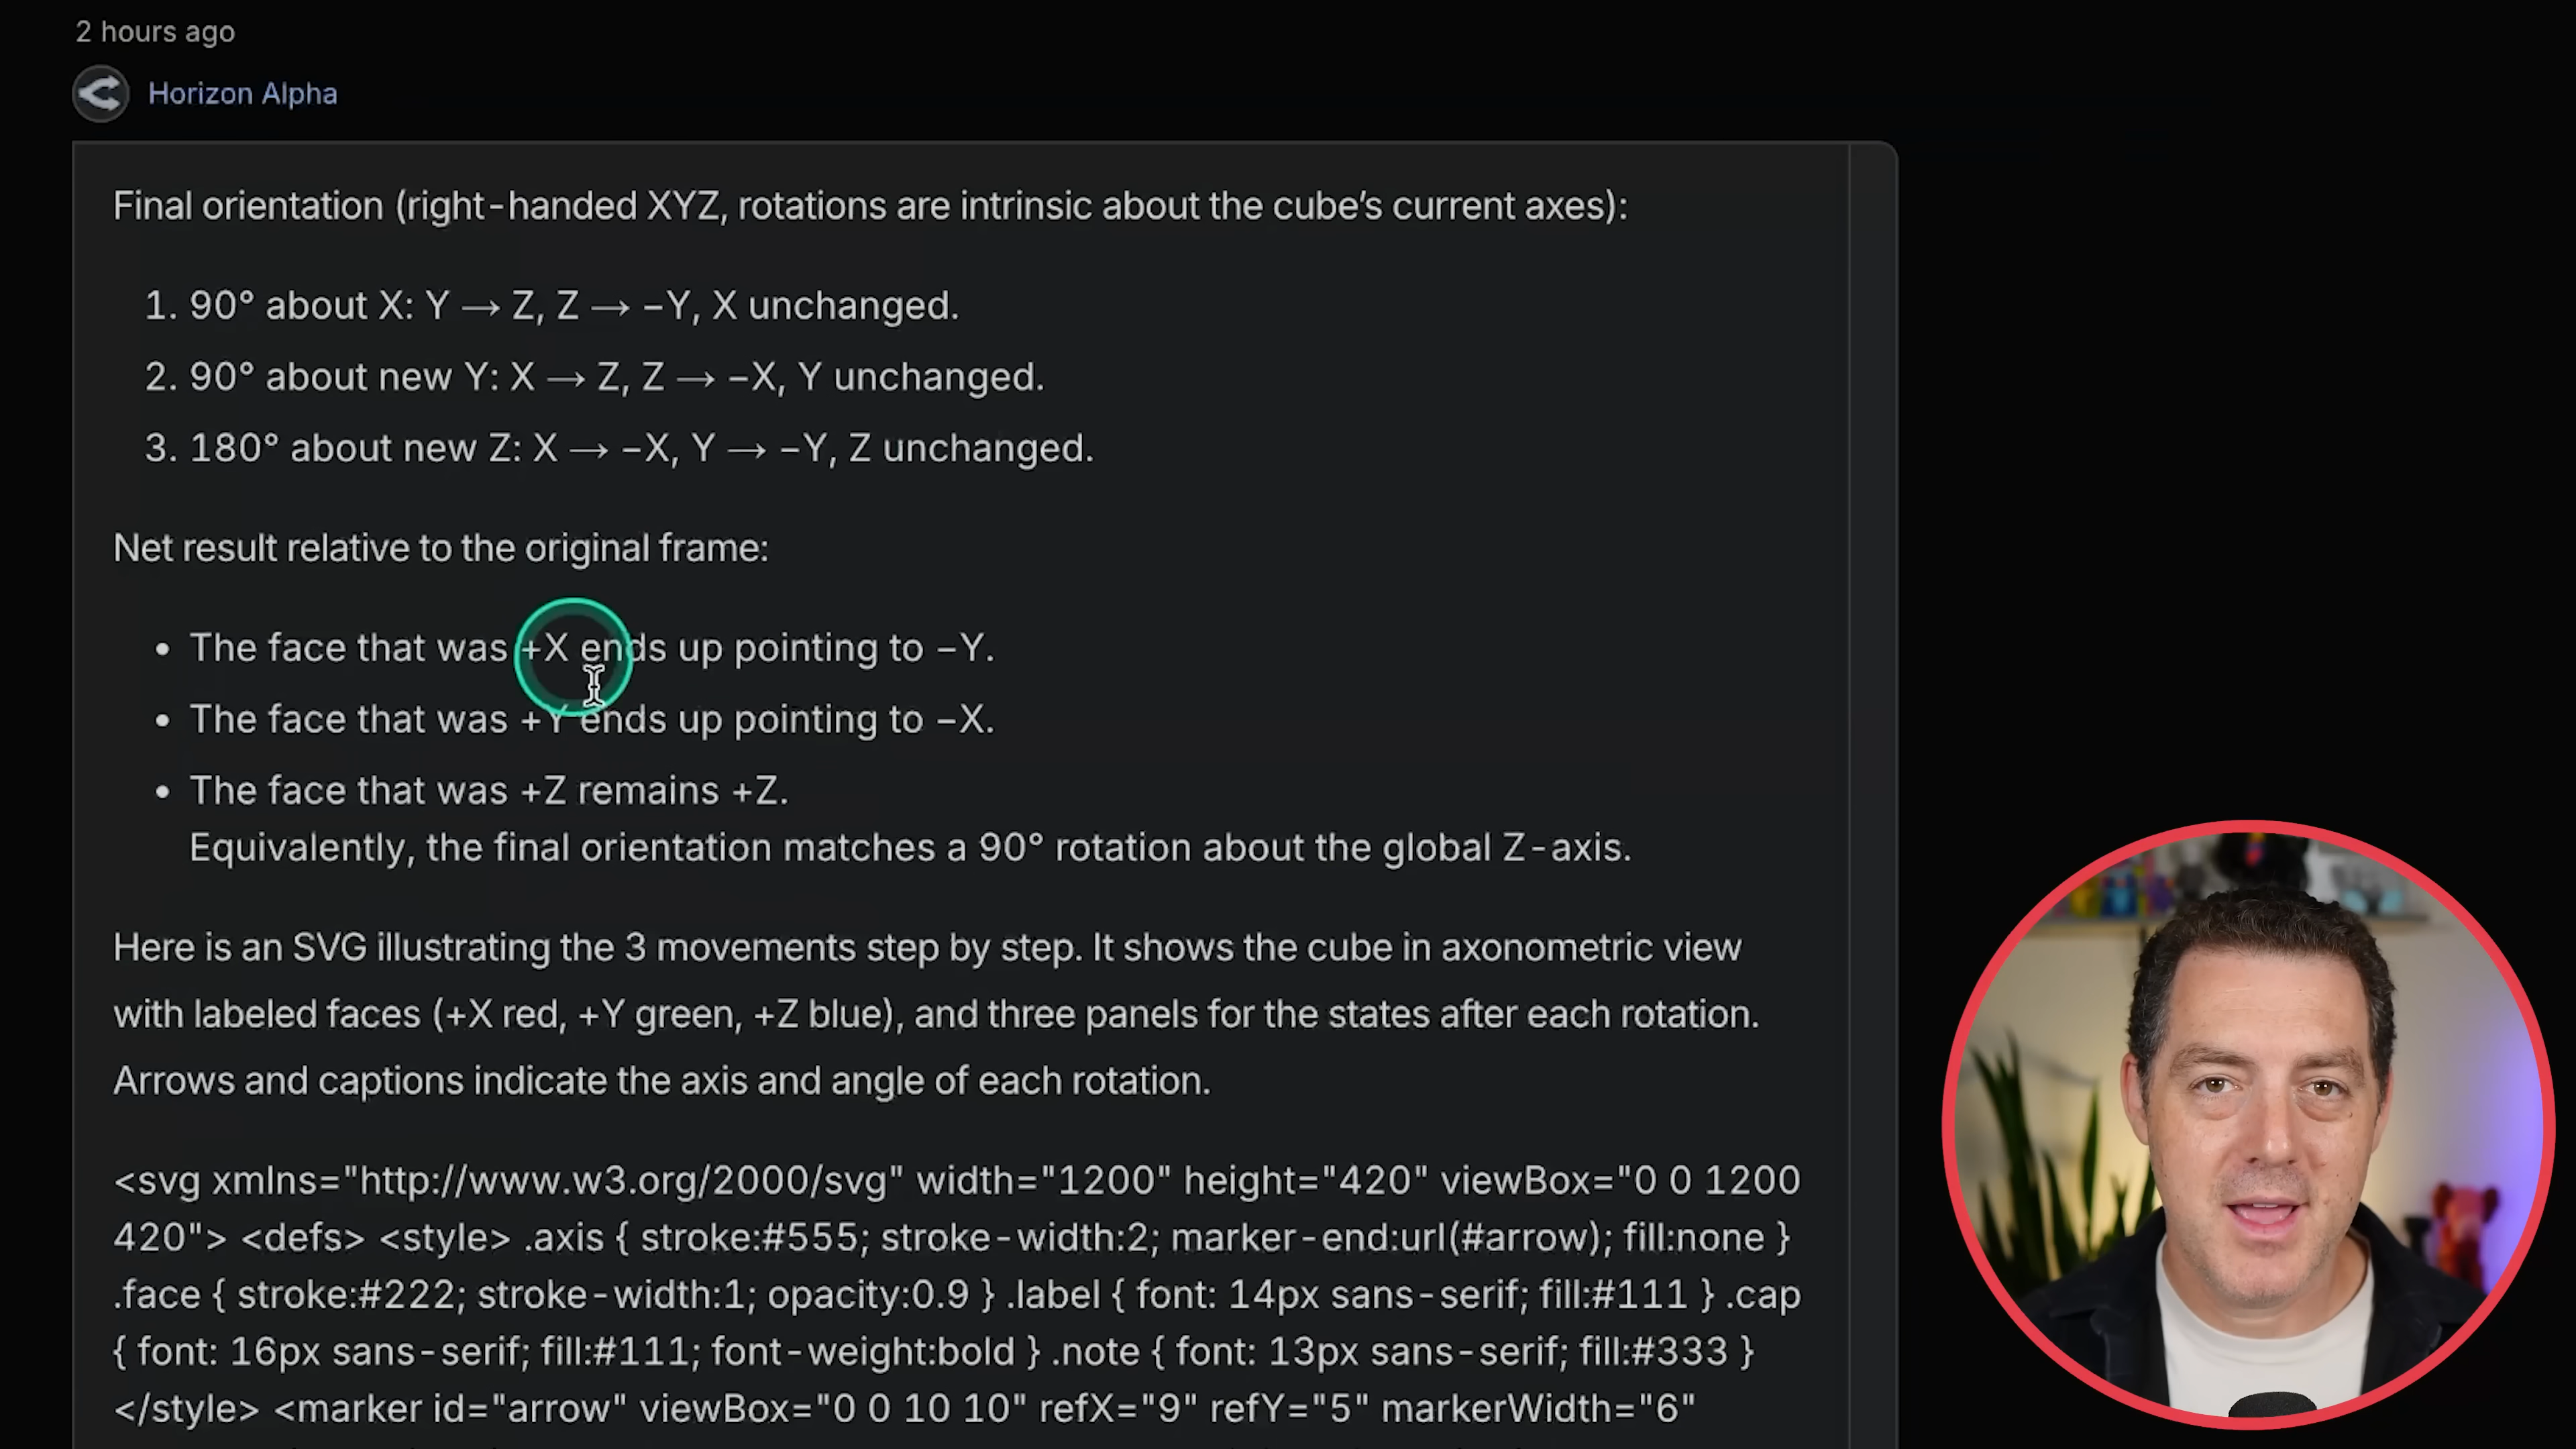 2 hours ago
Horizon Alpha
Final orientation (right-handed XYZ, rotations are intrinsic about the cube’s current axes):
1. 90° about X: Y → Z, Z → −Y, X unchanged.
2. 90° about new Y: X → Z, Z → −X, Y unchanged.
3. 180° about new Z: X → −X, Y → −Y, Z unchanged.
Net result relative to the original frame:
• The face that was +X ends up pointing to −Y.
• The face that was +Y ends up pointing to −X.
• The face that was +Z remains +Z.
Equivalently, the final orientation matches a 90° rotation about the global Z-axis.
Here is an SVG illustrating the 3 movements step by step. It shows the cube in axonometric view
with labeled faces (+X red, +Y green, +Z blue), and three panels for the states after each rotation.
Arrows and captions indicate the axis and angle of each rotation.
<svg xmlns="http://www.w3.org/2000/svg" width="1200" height="420" viewBox="0 0 1200
420"> <defs> <style> .axis { stroke:#555; stroke-width:2; marker-end:url(#arrow); fill:none }
.face { stroke:#222; stroke-width:1; opacity:0.9 } .label { font: 14px sans-serif; fill:#111 } .cap
{ font: 16px sans-serif; fill:#111; font-weight:bold } .note { font: 13px sans-serif; fill:#333 }
</style> <marker id="arrow" viewBox="0 0 10 10" refX="9" refY="5" markerWidth="6"